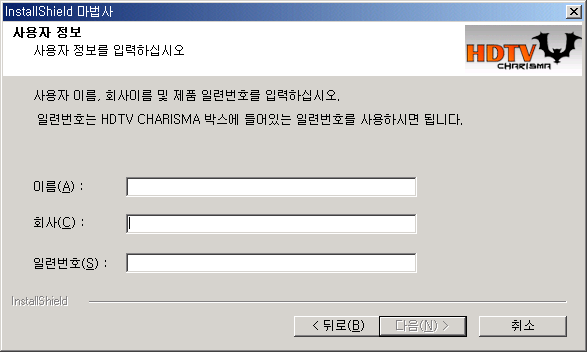 InstallShield 마법사
사용자 정보
사용자 정보를 입력하십시오
HDTV
CHARISMA
사용자 이름, 회사이름 및 제품 일련번호를 입력하십시오.
일련번호는 HDTV CHARISMA 박스에 들어있는 일련번호를 사용하시면 됩니다.
이름(A) :
회사(C) :
일련번호(S) :
InstallShield
< 뒤로(B) 다음(N) > 취소